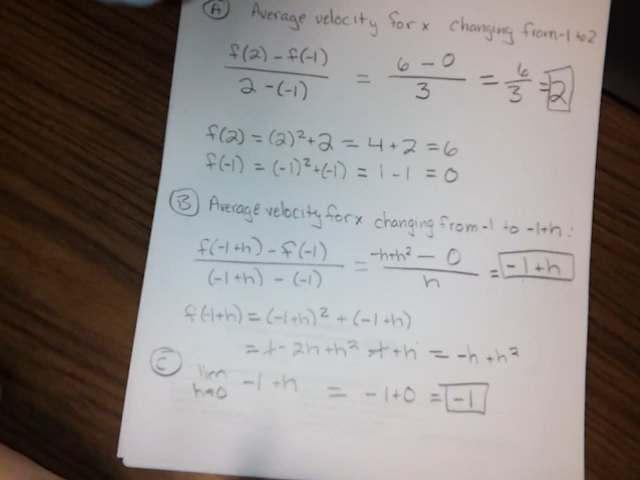 Ⓐ Average velocity for x changing from -1 to 2
f(2) - f(-1) / 2 - (-1) = 6 - 0 / 3 = 6/3 = 2
f(2) = (2)² + 2 = 4 + 2 = 6
f(-1) = (-1)² + (-1) = 1 - 1 = 0
Ⓑ Average velocity for x changing from -1 to -1+h:
f(-1+h) - f(-1) / (-1+h) - (-1) = -h+h² - 0 / h = -1+h
f(-1+h) = (-1+h)² + (-1+h)
= 1 - 2h + h² - 1 + h = -h + h²
Ⓒ lim h→0 -1+h = -1+0 = -1